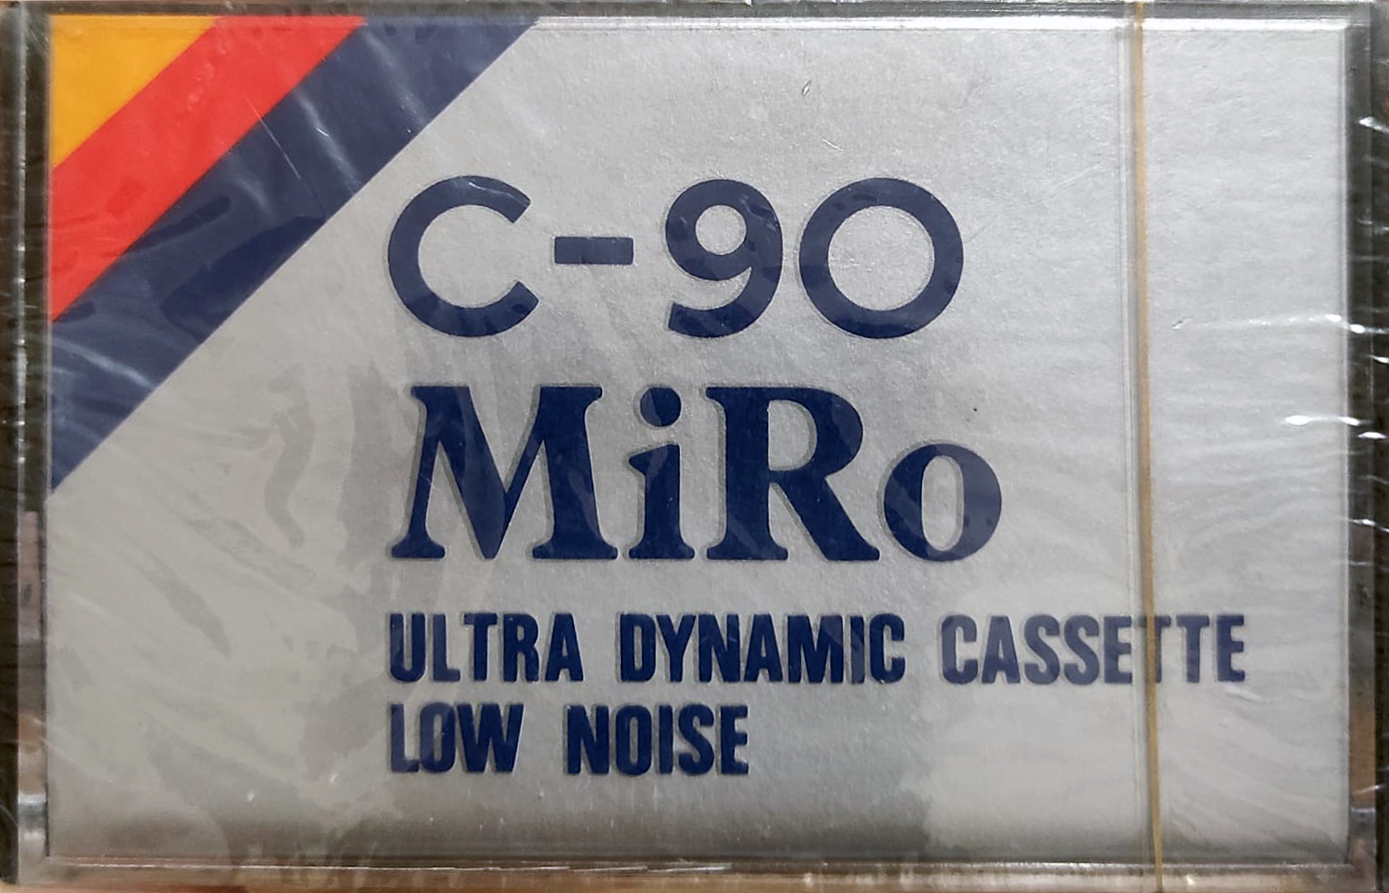 C-90
MiRo
ULTRA DYNAMIC CASSETTE
LOW NOISE